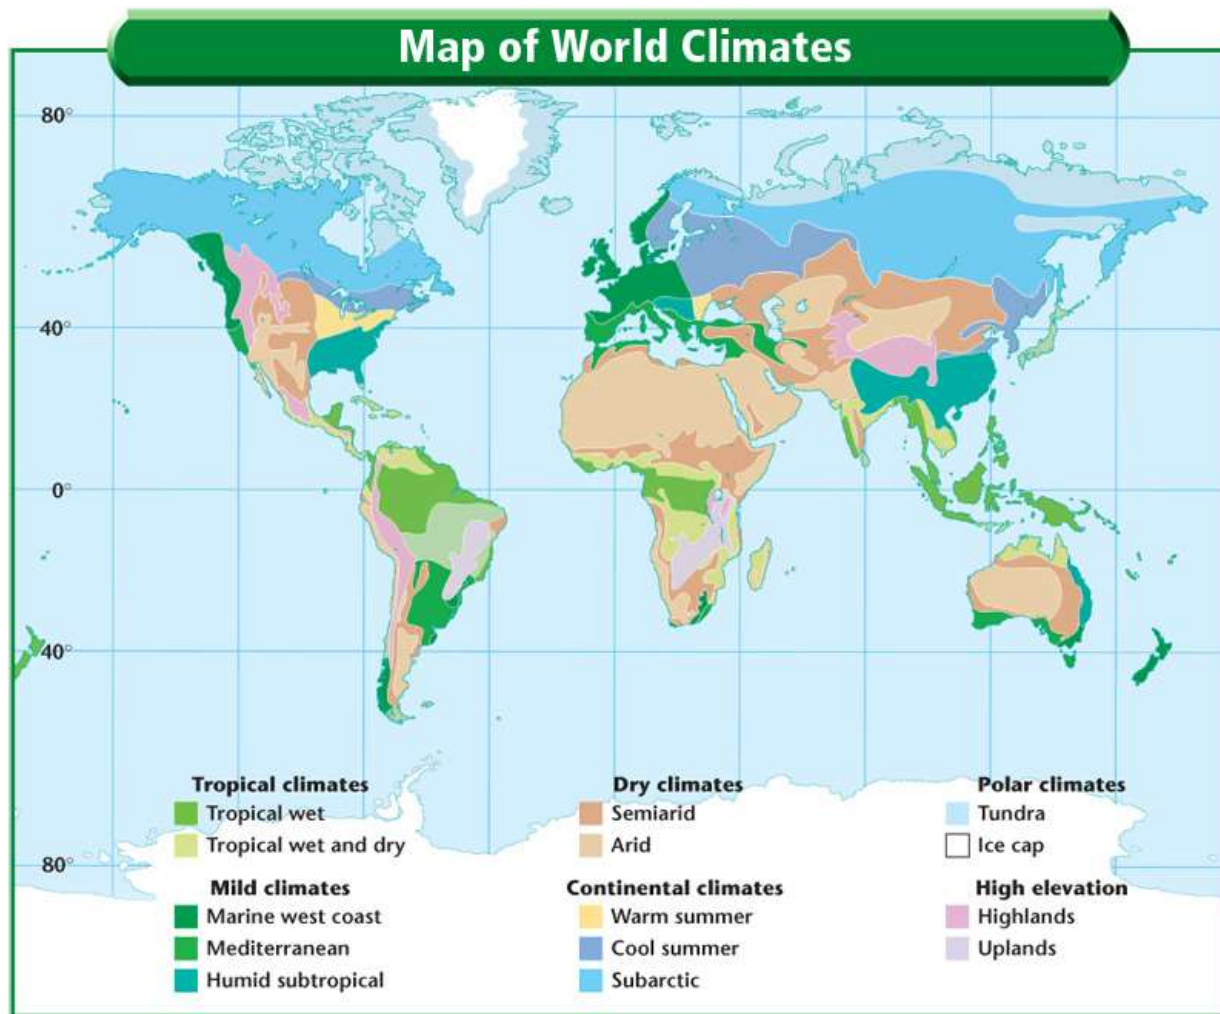 Map of World Climates
80°
40°
0°
40°
80°
Tropical climates
Tropical wet
Tropical wet and dry
Mild climates
Marine west coast
Mediterranean
Humid subtropical
Dry climates
Semiarid
Arid
Continental climates
Warm summer
Cool summer
Subarctic
Polar climates
Tundra
Ice cap
High elevation
Highlands
Uplands